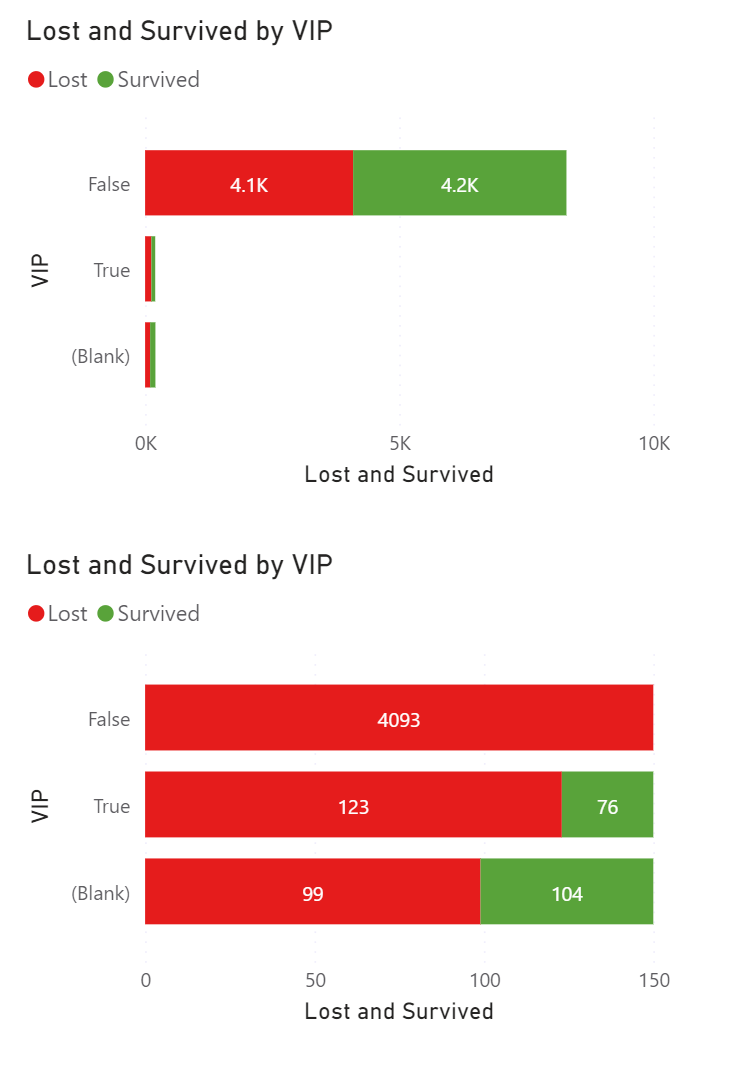 Lost and Survived by VIP
Lost Survived
False 4.1K 4.2K
True
(Blank)
VIP
0K 5K 10K
Lost and Survived
Lost and Survived by VIP
Lost Survived
False 4093
True 123 76
(Blank) 99 104
VIP
0 50 100 150
Lost and Survived